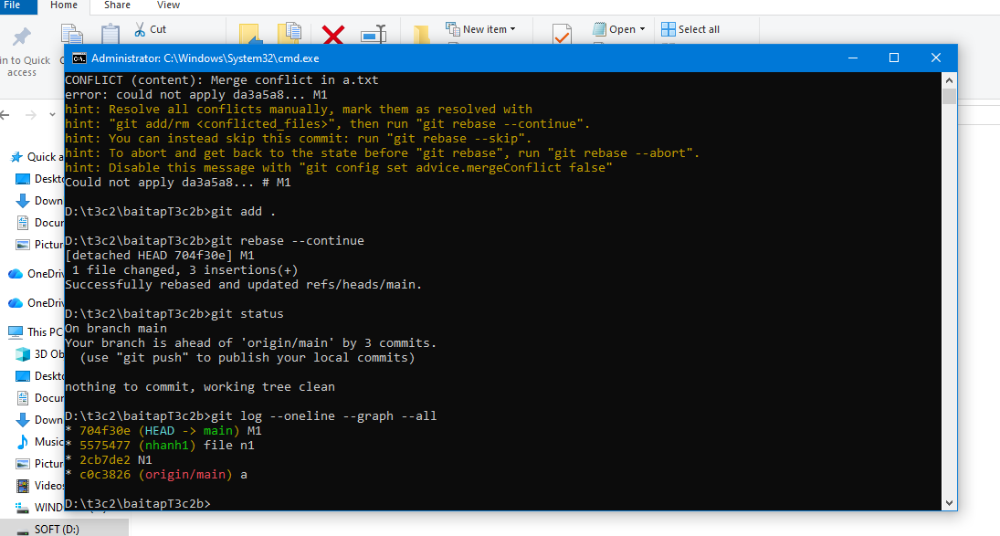 File
Home
Share
View
Cut
New item
Open
Select all
in to Quick
access
Administrator: C:\Windows\System32\cmd.exe
CONFLICT (content): Merge conflict in a.txt
error: could not apply da3a5a8... M1
hint: Resolve all conflicts manually, mark them as resolved with
hint: "git add/rm <conflicted_files>", then run "git rebase --continue".
hint: You can instead skip this commit: run "git rebase --skip".
hint: To abort and get back to the state before "git rebase", run "git rebase --abort".
hint: Disable this message with "git config set advice.mergeConflict false"
Could not apply da3a5a8... # M1
D:\t3c2\baitapT3c2b>git add .
D:\t3c2\baitapT3c2b>git rebase --continue
[detached HEAD 704f30e] M1
1 file changed, 3 insertions(+)
Successfully rebased and updated refs/heads/main.
D:\t3c2\baitapT3c2b>git status
On branch main
Your branch is ahead of 'origin/main' by 3 commits.
(use "git push" to publish your local commits)
nothing to commit, working tree clean
D:\t3c2\baitapT3c2b>git log --oneline --graph --all
* 704f30e (HEAD -> main) M1
* 5575477 (nhanh1) file n1
* 2cb7de2 N1
* c0c3826 (origin/main) a
D:\t3c2\baitapT3c2b>
Quick a
Deskto
Down
Docur
Pictur
OneDriv
OneDriv
This PC
3D Ob
Deskto
Docur
Down
Music
Pictur
Videos
WIND
SOFT (D:)